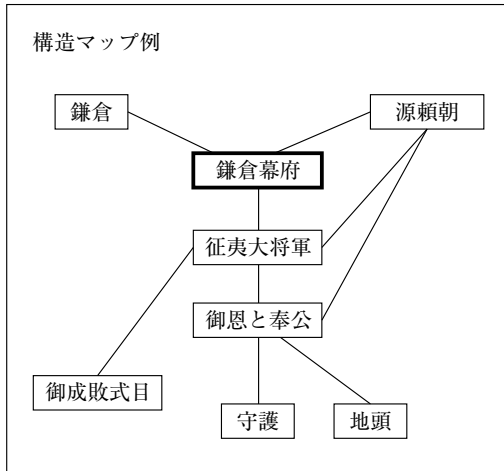 構造マップ例
鎌倉
源頼朝
鎌倉幕府
征夷大将軍
御恩と奉公
御成敗式目
守護
地頭